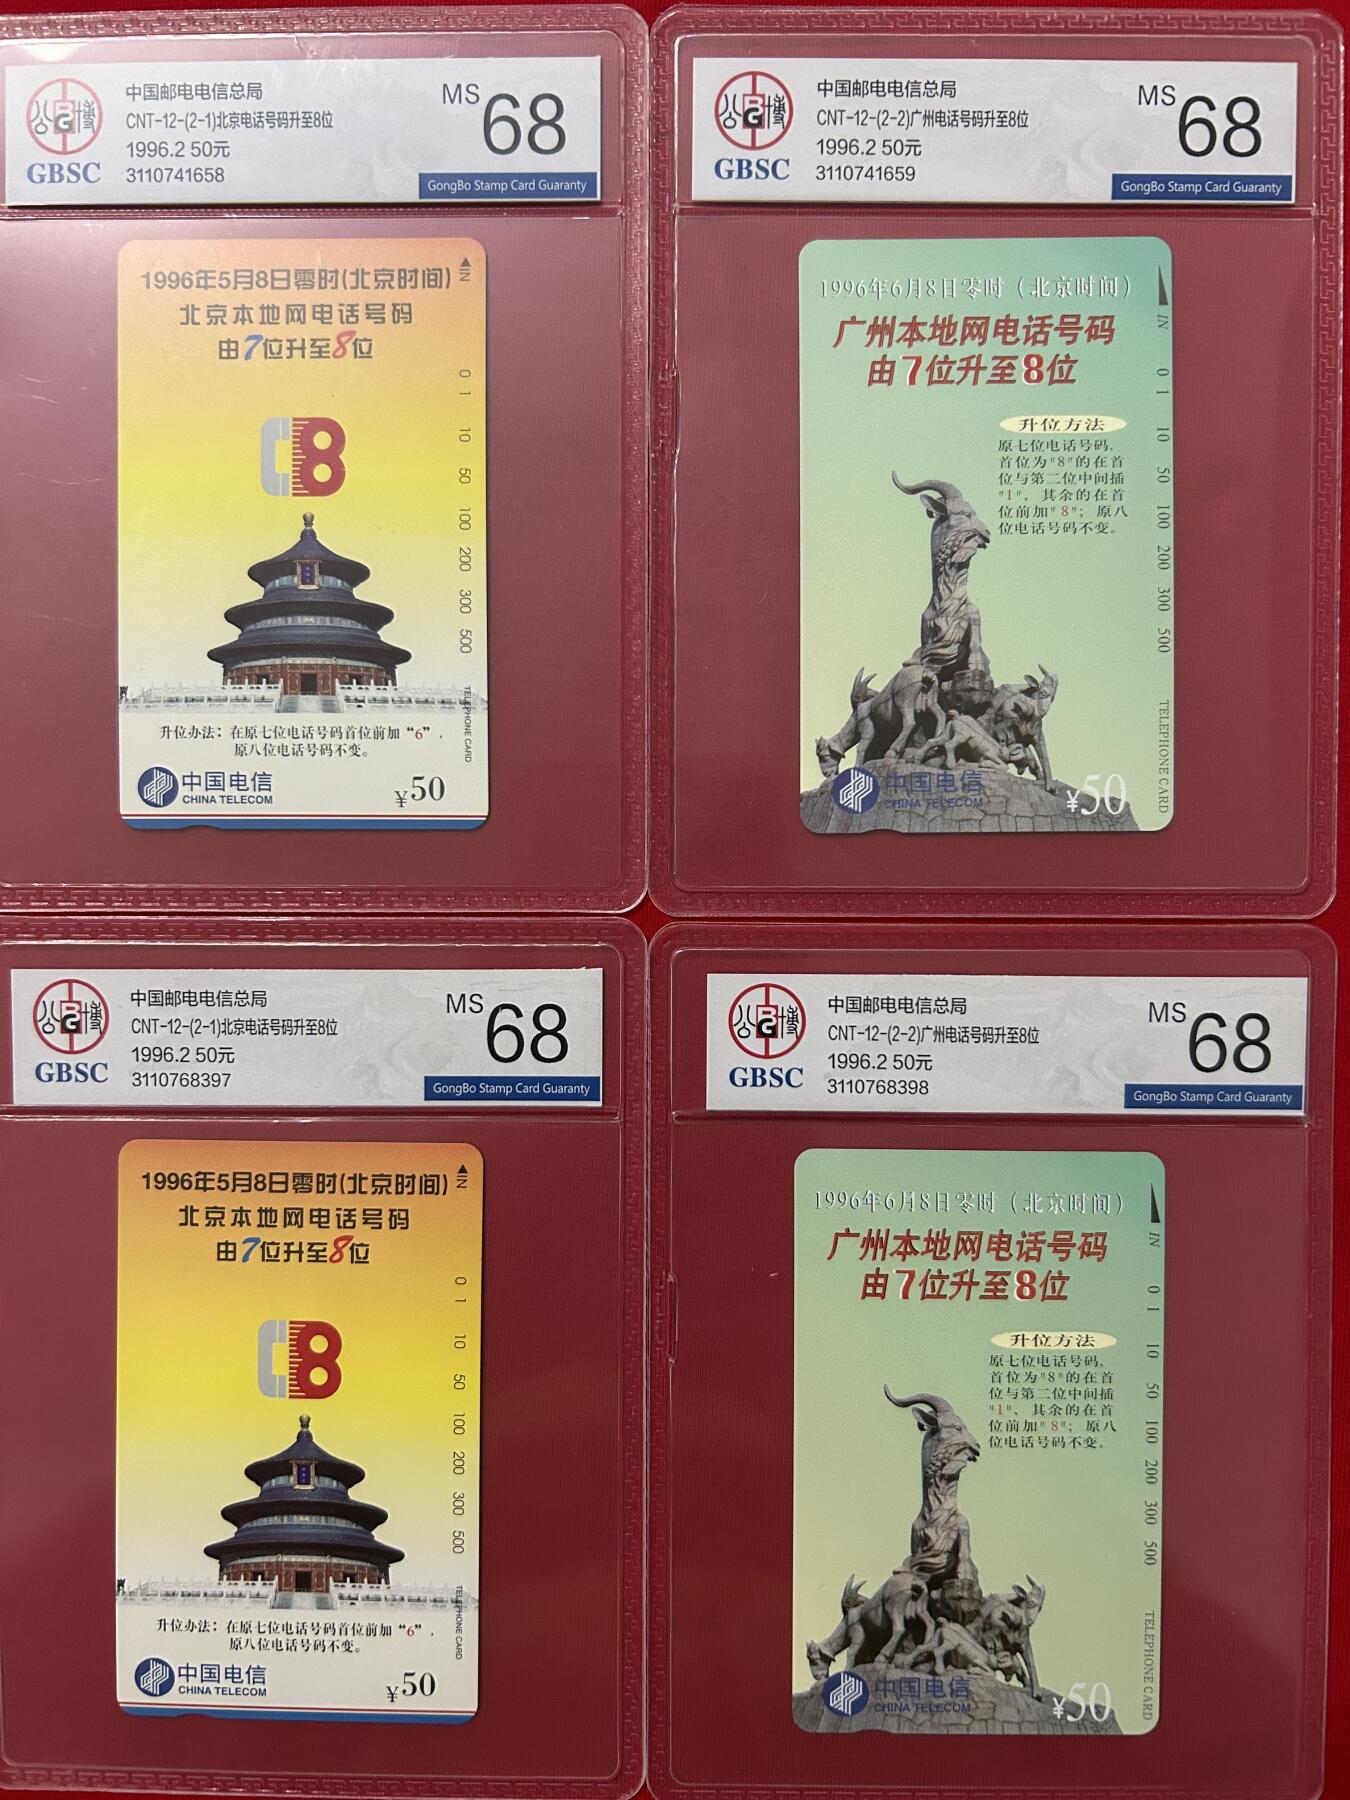 公博
BG
GBSC
中国邮电电信总局
CNT-12-(2-1)北京电话号码升至8位
1996.2 50元
3110741658
MS 68
GongBo Stamp Card Guaranty
1996年5月8日零时(北京时间)
北京本地网电话号码
由7位升至8位
IN
0 1 10 50 100 200 300 500
TELEPHONE CARD
升位办法：在原七位电话号码首位前加“6”，
原八位电话号码不变。
中国电信
CHINA TELECOM
¥50
公博
BG
GBSC
中国邮电电信总局
CNT-12-(2-2)广州电话号码升至8位
1996.2 50元
3110741659
MS 68
GongBo Stamp Card Guaranty
1996年6月8日零时（北京时间）
广州本地网电话号码
由7位升至8位
IN
0 1 10 50 100 200 300 500
TELEPHONE CARD
升位方法
原七位电话号码，
首位为"8"的在首
位与第二位中间插
"1"，其余的在首
位前加"8"；原八
位电话号码不变。
中国电信
CHINA TELECOM
¥50
公博
BG
GBSC
中国邮电电信总局
CNT-12-(2-1)北京电话号码升至8位
1996.2 50元
3110768397
MS 68
GongBo Stamp Card Guaranty
1996年5月8日零时(北京时间)
北京本地网电话号码
由7位升至8位
IN
0 1 10 50 100 200 300 500
TELEPHONE CARD
升位办法：在原七位电话号码首位前加“6”，
原八位电话号码不变。
中国电信
CHINA TELECOM
¥50
公博
BG
GBSC
中国邮电电信总局
CNT-12-(2-2)广州电话号码升至8位
1996.2 50元
3110768398
MS 68
GongBo Stamp Card Guaranty
1996年6月8日零时（北京时间）
广州本地网电话号码
由7位升至8位
IN
0 1 10 50 100 200 300 500
TELEPHONE CARD
升位方法
原七位电话号码，
首位为"8"的在首
位与第二位中间插
"1"，其余的在首
位前加"8"；原八
位电话号码不变。
中国电信
CHINA TELECOM
¥50